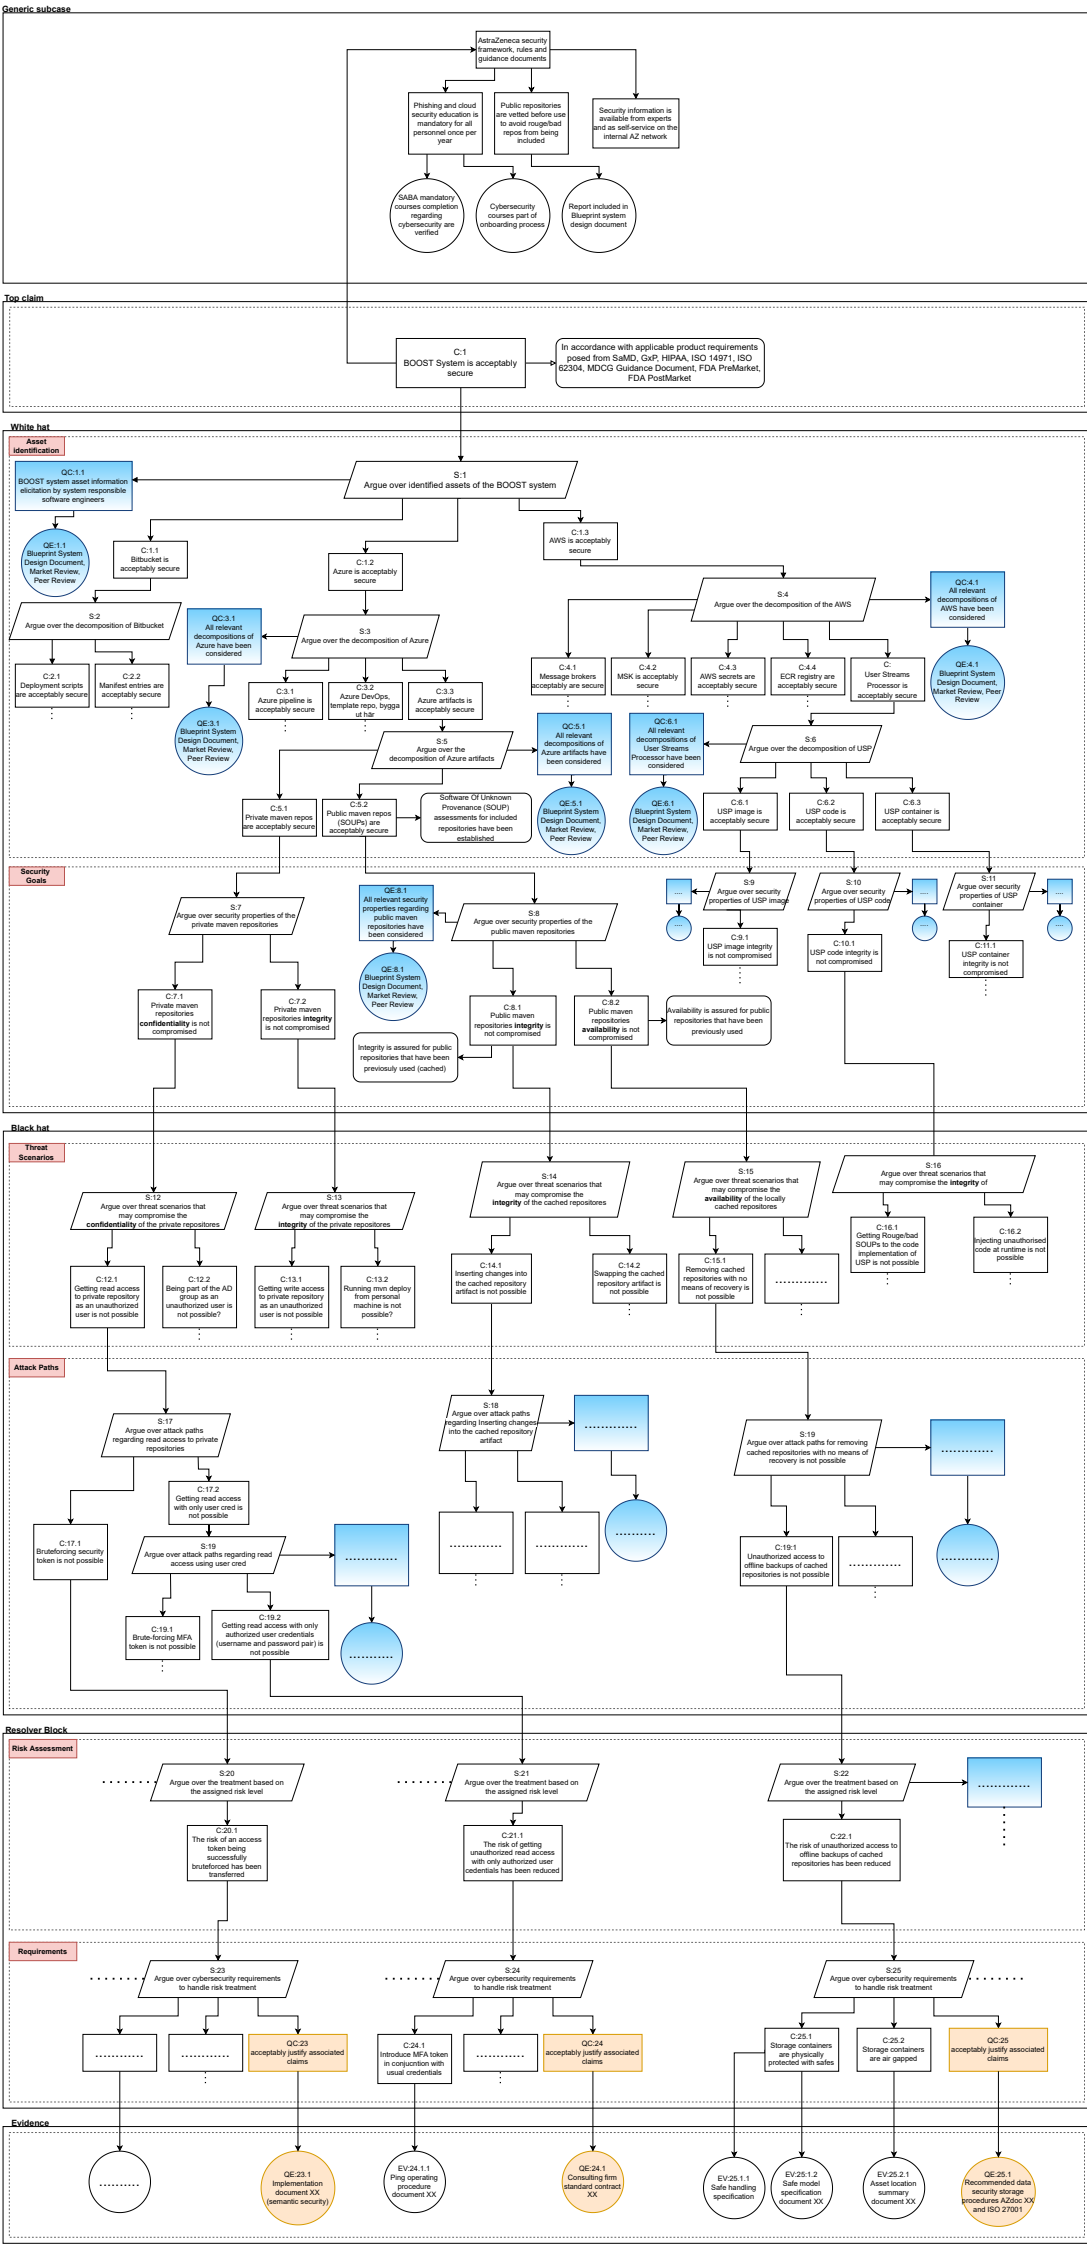 Generic subcase
AstraZeneca security
framework, rules and
guidance documents
Phishing and cloud
security education is
mandatory for all
personnel once per
year
Public repositories
are vetted before use
to avoid rouge/bad
repos from being
included
Security information is
available from experts
and as self-service on the
internal AZ network
SABA mandatory
courses completion
regarding
cybersecurity are
verified
Cybersecurity
courses part of
onboarding process
Report included in
Blueprint system
design document
Top claim
C:1
BOOST System is acceptably
secure
In accordance with applicable product requirements
posed from SaMD, GxP, HIPAA, ISO 14971, ISO
62304, MDCG Guidance Document, FDA PreMarket,
FDA PostMarket
White hat
Asset
identification
QC:1.1
BOOST system asset information
elicitation by system responsible
software engineers
S:1
Argue over identified assets of the BOOST system
QE:1.1
Blueprint System
Design Document,
Market Review,
Peer Review
C:1.1
Bitbucket is
acceptably secure
C:1.2
Azure is acceptably
secure
C:1.3
AWS is acceptably
secure
S:2
Argue over the decomposition of Bitbucket
QC:3.1
All relevant
decompositions of
Azure have been
considered
S:3
Argue over the decomposition of Azure
S:4
Argue over the decomposition of the AWS
QC:4.1
All relevant
decompositions of
AWS have been
considered
C:2.1
Deployment scripts
are acceptably secure
C:2.2
Manifest entries are
acceptably secure
QE:3.1
Blueprint System
Design Document,
Market Review,
Peer Review
C:3.1
Azure pipeline is
acceptably secure
C:3.2
Azure DevOps,
template repo, bygga
ut här
C:3.3
Azure artifacts is
acceptably secure
C:4.1
Message brokers
acceptably are secure
C:4.2
MSK is acceptably
secure
C:4.3
AWS secrets are
acceptably secure
C:4.4
ECR registry are
acceptably secure
C:
User Streams
Processor is
acceptably secure
QE:4.1
Blueprint System
Design Document,
Market Review, Peer
Review
S:5
Argue over the
decomposition of Azure artifacts
QC:5.1
All relevant
decompositions of
Azure artifacts have
been considered
QC:6.1
All relevant
decompositions of
User Streams
Processor have been
considered
S:6
Argue over the decomposition of USP
C:5.1
Private maven repos
are acceptably secure
C:5.2
Public maven repos
(SOUPs) are
acceptably secure
Software Of Unknown
Provenance (SOUP)
assessments for included
repositories have been
established
QE:5.1
Blueprint System
Design Document,
Market Review,
Peer Review
QE:6.1
Blueprint System
Design Document,
Market Review,
Peer Review
C:6.1
USP image is
acceptably secure
C:6.2
USP code is
acceptably secure
C:6.3
USP container is
acceptably secure
Security
Goals
S:7
Argue over security properties of the
private maven repositories
QE:8.1
All relevant security
properties regarding
public maven
repositories have
been considered
S:8
Argue over security properties of the
public maven repositories
....
S:9
Argue over security
properties of USP image
S:10
Argue over security
properties of USP code
....
S:11
Argue over security
properties of USP
container
....
....
....
....
QE:8.1
Blueprint System
Design Document,
Market Review,
Peer Review
C:9.1
USP image integrity
is not compromised
C:10.1
USP code integrity is
not compromised
C:11.1
USP container
integrity is not
compromised
C:7.1
Private maven
repositories
confidentiality is not
compromised
C:7.2
Private maven
repositories integrity
is not compromised
C:8.1
Public maven
repositories integrity is
not compromised
C:8.2
Public maven
repositories
availability is not
compromised
Availability is assured for public
repositories that have been
previously used
Integrity is assured for public
repositories that have been
previosuly used (cached)
Black hat
Threat
Scenarios
S:12
Argue over threat scenarios that
may compromise the
confidentiality of the private repositores
S:13
Argue over threat scenarios that
may compromise the
integrity of the private repositores
S:14
Argue over threat scenarios that
may compromise the
integrity of the cached repositores
S:15
Argue over threat scenarios that
may compromise the
availability of the locally
cached repositores
S:16
Argue over threat scenarios that
may compromise the integrity of
C:12.1
Getting read access
to private repository
as an unauthorized
user is not possible
C:12.2
Being part of the AD
group as an
unauthorized user is not
possible?
C:13.1
Getting write access
to private repository
as an unauthorized
user is not possible
C:13.2
Running mvn deploy
from personal
machine is not
possible?
C:14.1
Inserting changes into
the cached repository
artifact is not possible
C:14.2
Swapping the cached
repository artifact is
not possible
C:15.1
Removing cached
repositories with no
means of recovery is
not possible
.............
C:16.1
Getting Rouge/bad
SOUPs to the code
implementation of
USP is not possible
C:16.2
Injecting unauthorised
code at runtime is not
possible
Attack Paths
S:17
Argue over attack paths
regarding read access to private
repositories
S:18
Argue over attack paths
regarding Inserting changes
into the cached repository
artifact
.............
S:19
Argue over attack paths for removing
cached repositories with no means of
recovery is not possible
.............
C:17.2
Getting read access
with only user cred is
not possible
C:17.1
Bruteforcing security
token is not possible
S:19
Argue over attack paths regarding read
access using user cred
.............
.............
.............
.............
C:19:1
Unauthorized access to
offline backups of cached
repositories is not possible
.............
.............
C:19.1
Brute-forcing MFA
token is not possible
C:19.2
Getting read access with only
authorized user credentials
(username and password pair) is
not possible
.............
Resolver Block
Risk Assessment
S:20
Argue over the treatment based on
the assigned risk level
S:21
Argue over the treatment based on
the assigned risk level
S:22
Argue over the treatment based on
the assigned risk level
.............
C:20.1
The risk of an access
token being
successfully
bruteforced has been
transferred
C:21.1
The risk of getting
unauthorized read access
with only authorized user
cedentials has been reduced
C:22.1
The risk of unauthorized access to
offline backups of cached
repositories has been reduced
Requirements
S:23
Argue over cybersecurity requirements
to handle risk treatment
S:24
Argue over cybersecurity requirements
to handle risk treatment
S:25
Argue over cybersecurity requirements
to handle risk treatment
.............
.............
QC:23
acceptably justify associated
claims
C:24.1
Introduce MFA token
in conjucntion with
usual credentials
.............
QC:24
acceptably justify associated
claims
C:25.1
Storage containers
are physically
protected with safes
C:25.2
Storage containers
are air gapped
QC:25
acceptably justify associated
claims
Evidence
...........
QE:23.1
Implementation
document XX
(semantic security)
EV:24.1.1
Ping operating
procedure
document XX
QE:24.1
Consulting firm
standard contract
XX
EV:25.1.1
Safe handling
specification
EV:25:1.2
Safe model
specification
document XX
EV:25.2.1
Asset location
summary
document XX
QE:25.1
Recommended data
security storage
procedures AZdoc XX
and ISO 27001